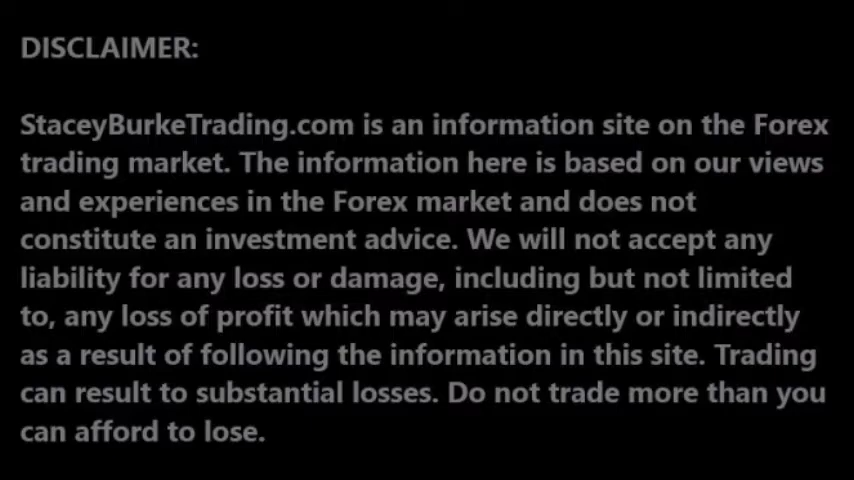 DISCLAIMER:
StaceyBurkeTrading.com is an information site on the Forex
trading market. The information here is based on our views
and experiences in the Forex market and does not
constitute an investment advice. We will not accept any
liability for any loss or damage, including but not limited
to, any loss of profit which may arise directly or indirectly
as a result of following the information in this site. Trading
can result to substantial losses. Do not trade more than you
can afford to lose.